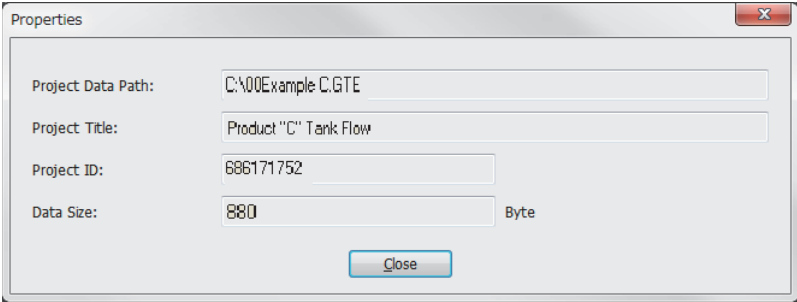 Properties
Project Data Path: C:\00Example C.GTE
Project Title: Product "C" Tank Flow
Project ID: 686171752
Data Size: 880 Byte
Close